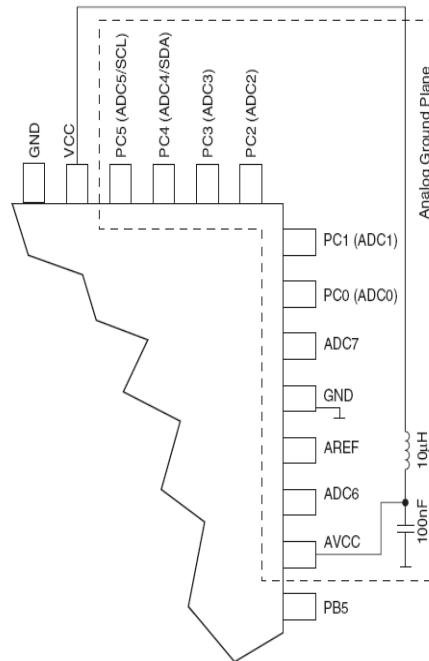 GND
VCC
PC5 (ADC5/SCL)
PC4 (ADC4/SDA)
PC3 (ADC3)
PC2 (ADC2)
Analog Ground Plane
PC1 (ADC1)
PC0 (ADC0)
ADC7
GND
AREF
ADC6
AVCC
PB5
10μH
100nF